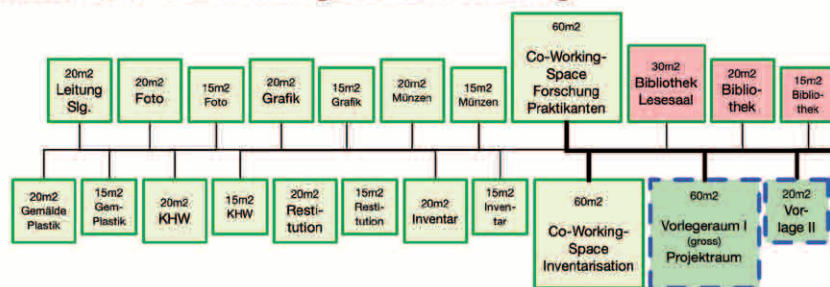 20m2
Leitung
Slg.
20m2
Foto
15m2
Foto
20m2
Grafik
15m2
Grafik
20m2
Münzen
15m2
Münzen
60m2
Co-Working-
Space
Forschung
Praktikanten
30m2
Bibliothek
Lesesaal
20m2
Biblio-
thek
15m2
Biblio-
thek
20m2
Gemälde
Plastik
15m2
Gem-
Plastik
20m2
KHW
15m2
KHW
20m2
Resti-
tution
15m2
Resti-
tution
20m2
Inventar
15m2
Inven-
tar
60m2
Co-Working-
Space
Inventarisation
60m2
Vorlegeraum I
(gross)
Projektraum
20m2
Vor-
lage II